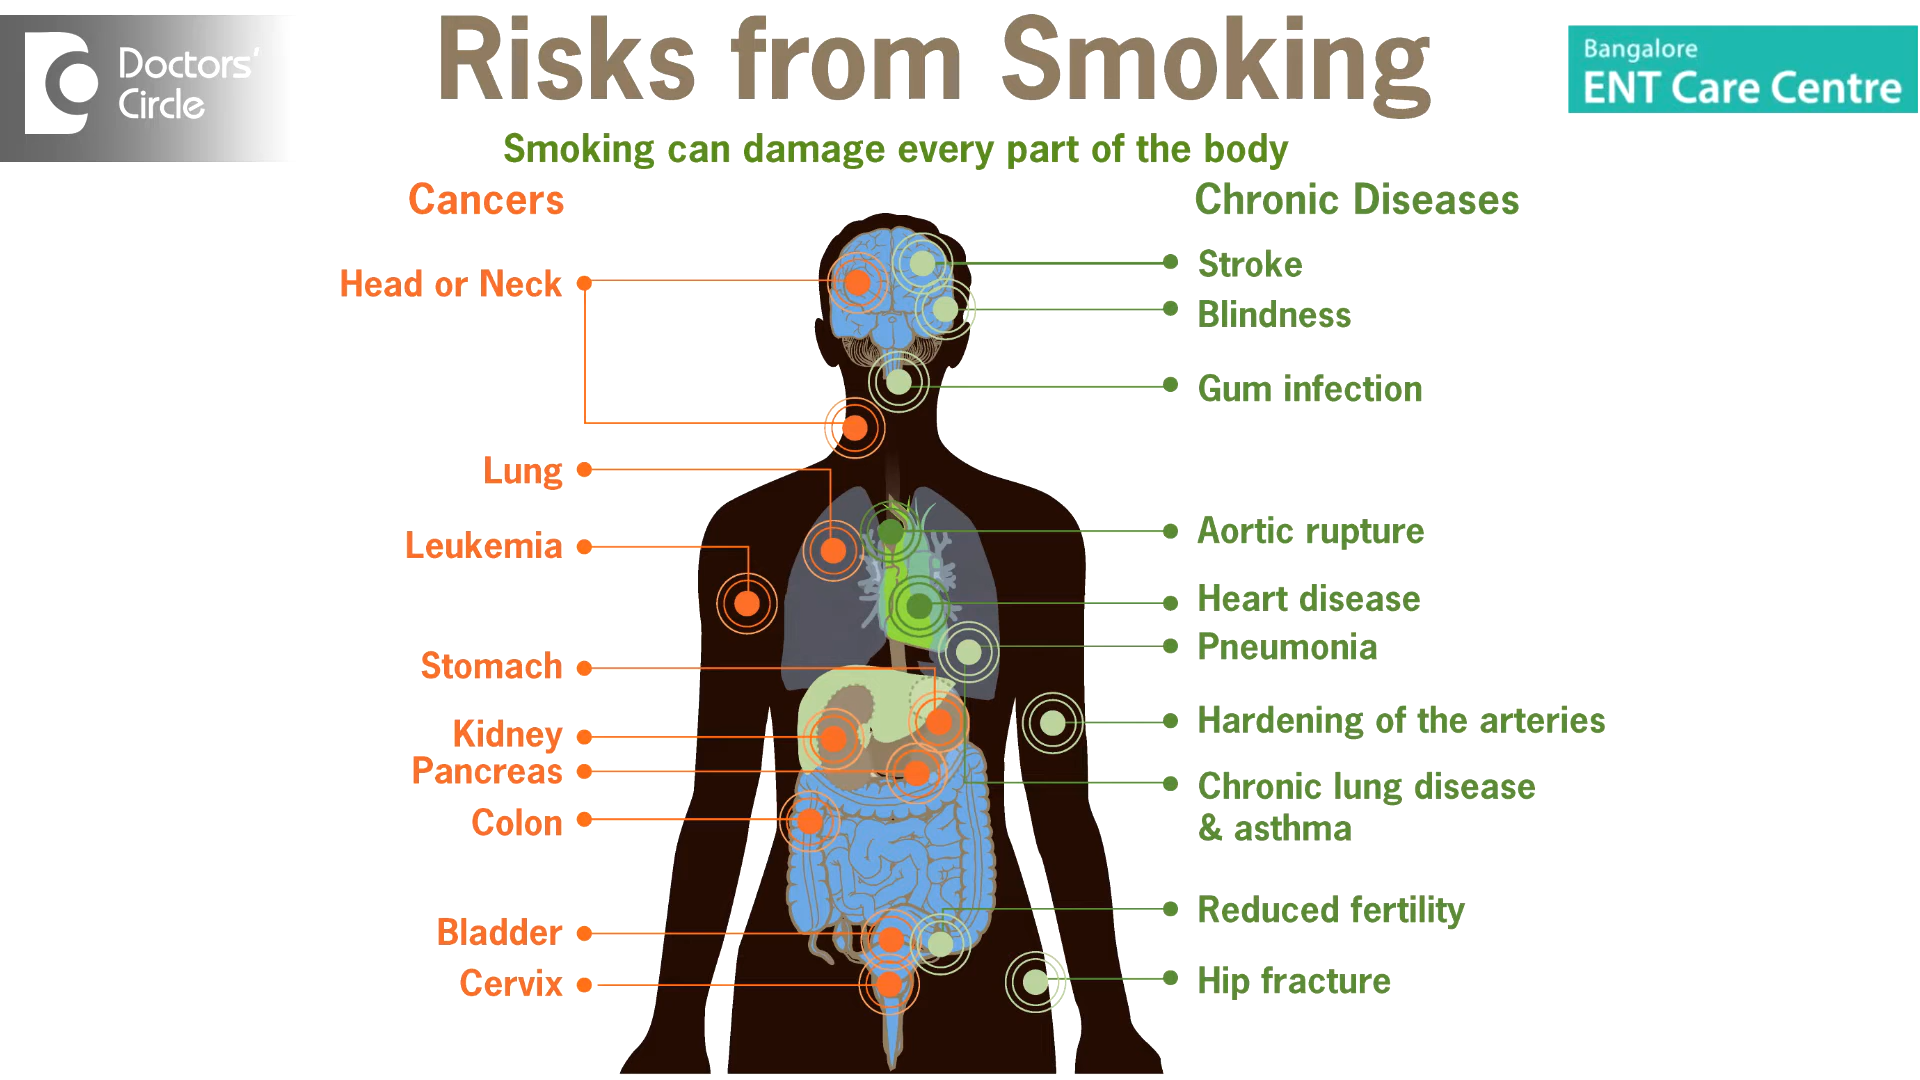 Doctors'
Circle
Risks from Smoking
Bangalore
ENT Care Centre
Smoking can damage every part of the body
Cancers
Head or Neck
Lung
Leukemia
Stomach
Kidney
Pancreas
Colon
Bladder
Cervix
Chronic Diseases
Stroke
Blindness
Gum infection
Aortic rupture
Heart disease
Pneumonia
Hardening of the arteries
Chronic lung disease
& asthma
Reduced fertility
Hip fracture